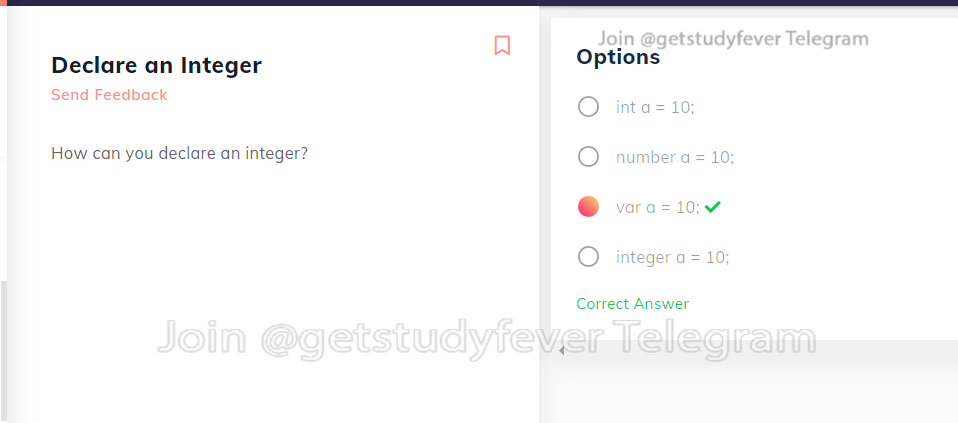 Declare an Integer
Send Feedback
How can you declare an integer?
Join @getstudyfever Telegram
Options
int a = 10;
number a = 10;
var a = 10;
integer a = 10;
Correct Answer
Join @getstudyfever Telegram